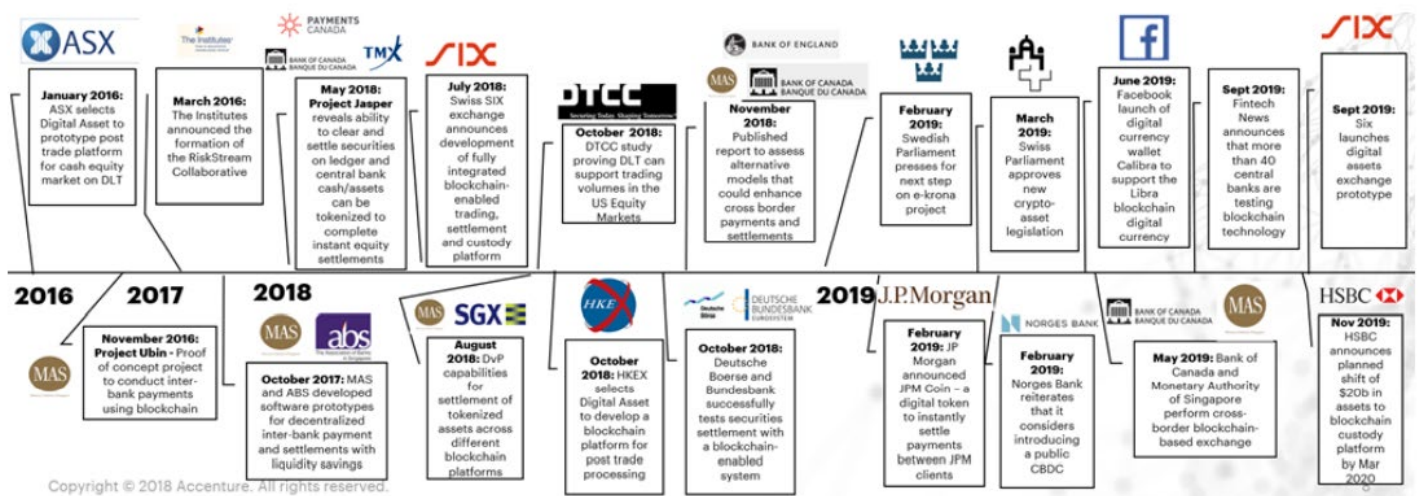 ASX
The Institutes
PAYMENTS
CANADA
BANK OF CANADA
BANQUE DU CANADA
TMX
SIX
DTCC
Securing Today. Shaping Tomorrow.
BANK OF ENGLAND
MAS
BANK OF CANADA
BANQUE DU CANADA
SIX
January 2016:
ASX selects
Digital Asset to
prototype post
trade platform
for cash equity
market on DLT
March 2016:
The Institutes
announced the
formation of
the RiskStream
Collaborative
May 2018:
Project Jasper
reveals ability
to clear and
settle securities
on ledger and
central bank
cash/assets
can be
tokenized to
complete
instant equity
settlements
July 2018:
Swiss SIX
exchange
announces
development
of fully
integrated
blockchain-
enabled
trading,
settlement
and custody
platform
October 2018:
DTCC study
proving DLT can
support trading
volumes in the
US Equity
Markets
November
2018:
Published
report to assess
alternative
models that
could enhance
cross border
payments and
settlements
February
2019:
Swedish
Parliament
presses for
next step
on e-krona
project
March
2019:
Swiss
Parliament
approves
new
crypto-
asset
legislation
June 2019:
Facebook
launch of
digital
currency
wallet
Calibra to
support the
Libra
blockchain
digital
currency
Sept 2019:
Fintech
News
announces
that more
than 40
central
banks are
testing
blockchain
technology
Sept 2019:
Six
launches
digital
assets
exchange
prototype
2016
2017
2018
2019
MAS
November 2016:
Project Ubin - Proof
of concept project
to conduct inter-
bank payments
using blockchain
MAS
abs
The Association of Banks
in Singapore
October 2017: MAS
and ABS developed
software prototypes
for decentralized
inter-bank payment
and settlements with
liquidity savings
MAS
SGX
August
2018: DvP
capabilities
for
settlement of
tokenized
assets across
different
blockchain
platforms
HKEX
October
2018: HKEX
selects
Digital Asset
to develop a
blockchain
platform for
post trade
processing
Deutsche
Börse
DEUTSCHE
BUNDESBANK
EUROSYSTEM
October 2018:
Deutsche
Boerse and
Bundesbank
successfully
tests securities
settlement with
a blockchain-
enabled
system
J.P.Morgan
February
2019: JP
Morgan
announced
JPM Coin – a
digital token
to instantly
settle
payments
between JPM
clients
NORGES BANK
February
2019:
Norges Bank
reiterates
that it
considers
introducing
a public
CBDC
BANK OF CANADA
BANQUE DU CANADA
MAS
May 2019: Bank of
Canada and
Monetary Authority
of Singapore
perform cross-
border blockchain-
based exchange
HSBC
Nov 2019:
HSBC
announces
planned
shift of
$20b in
assets to
blockchain
custody
platform
by Mar
2020
Copyright © 2018 Accenture. All rights reserved.
8